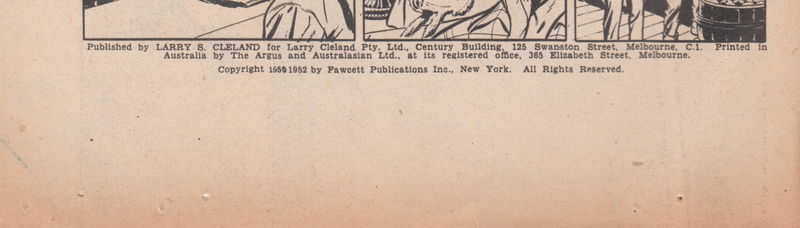 Published by LARRY S. CLELAND for Larry Cleland Pty. Ltd., Century Building, 125 Swanston Street, Melbourne, C.1. Printed in
Australia by The Argus and Australasian Ltd., at its registered office, 365 Elizabeth Street, Melbourne.
Copyright 1952 by Fawcett Publications Inc., New York. All Rights Reserved.